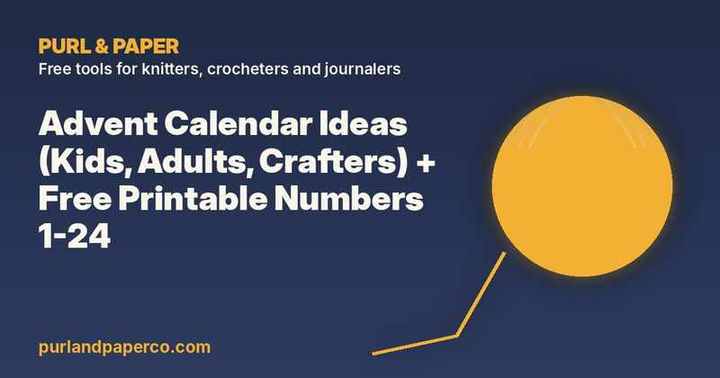 PURL & PAPER
Free tools for knitters, crocheters and journalers
Advent Calendar Ideas
(Kids, Adults, Crafters) +
Free Printable Numbers
1-24
purlandpaperco.com